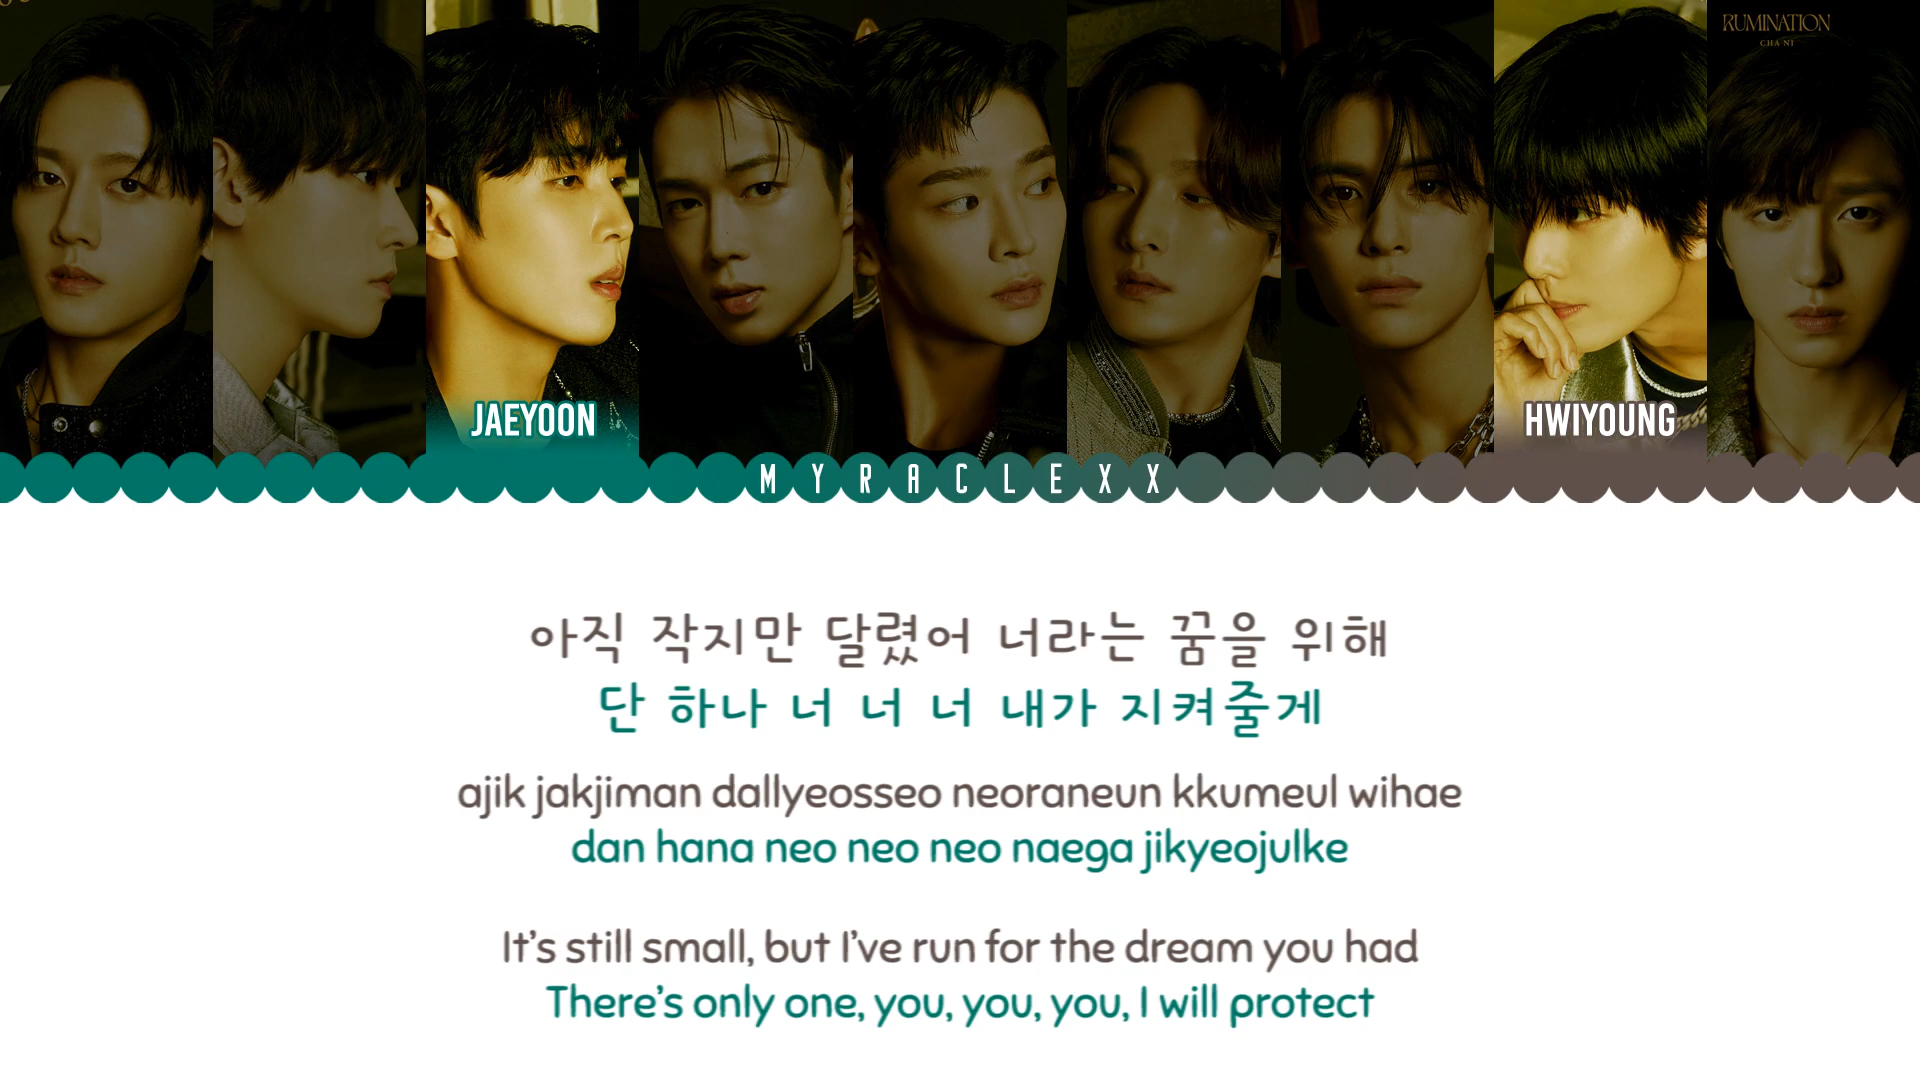 RUMINATION
CHA NI
JAEYOON
HWIYOUNG
MYRACLEXX
아직 작지만 달렸어 너라는 꿈을 위해
단 하나 너 너 너 내가 지켜줄게
ajik jakjiman dallyeosseo neoraneun kkumeul wihae
dan hana neo neo neo naega jikyeojulke
It's still small, but I've run for the dream you had
There's only one, you, you, you, I will protect